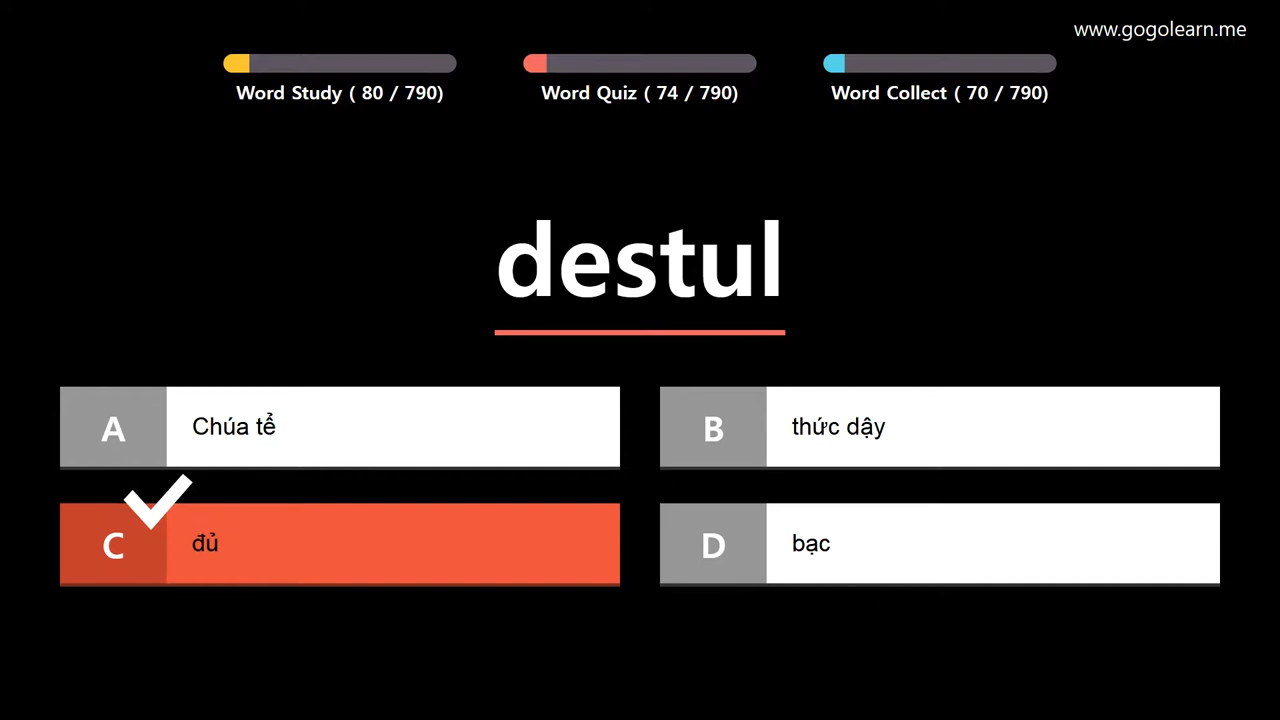 www.gogolearn.me
Word Study ( 80 / 790)
Word Quiz ( 74 / 790)
Word Collect ( 70 / 790)
destul
A Chúa tể
B thức dậy
C đủ
D bạc